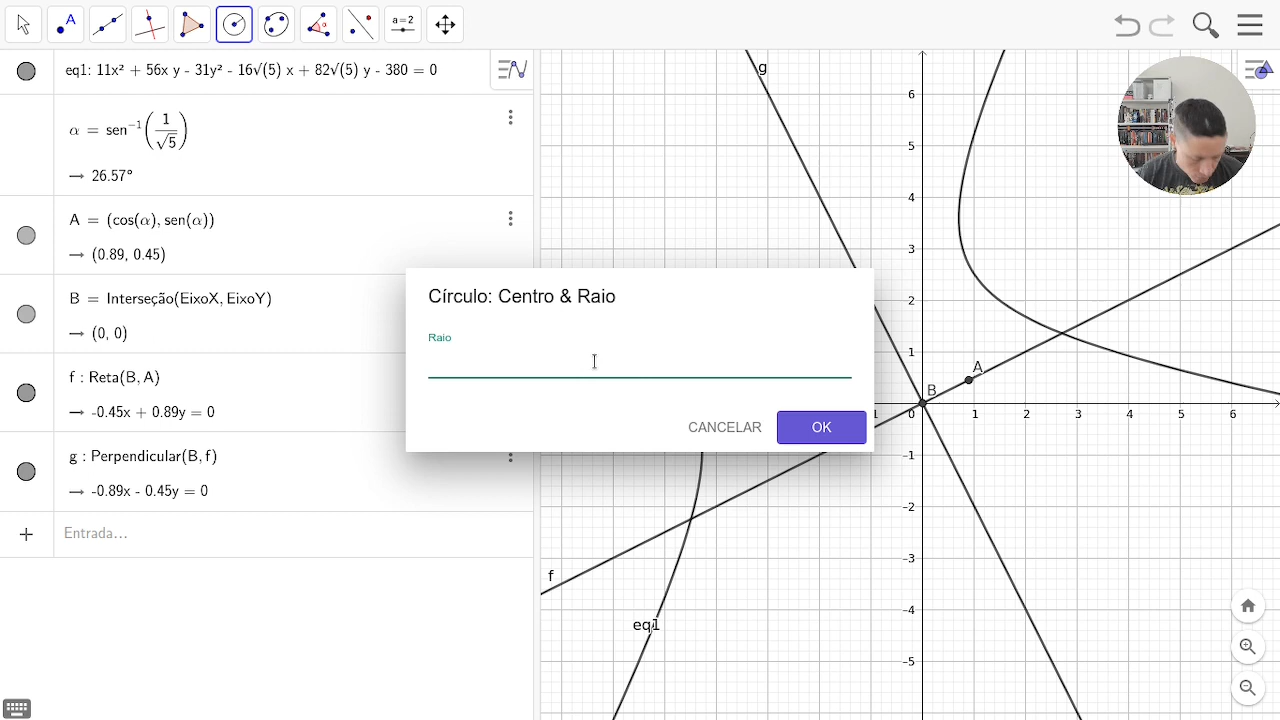 A
α
a=2
eq1: 11x² + 56x y - 31y² - 16√(5) x + 82√(5) y - 380 = 0
α = sen⁻¹(1/√5)
→ 26.57°
A = (cos(α), sen(α))
→ (0.89, 0.45)
B = Interseção(EixoX, EixoY)
→ (0, 0)
f : Reta(B, A)
→ -0.45x + 0.89y = 0
g : Perpendicular(B, f)
→ -0.89x - 0.45y = 0
+ Entrada…
Círculo: Centro & Raio
Raio
CANCELAR
OK
g
6
5
4
3
2
1
A
B
1 0 1 2 3 4 5 6
-1
-2
-3
f
-4
eq1
-5